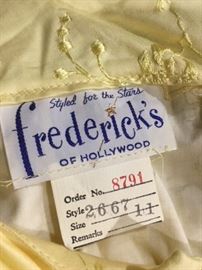 Styled for the Stars
Frederick's
OF HOLLYWOOD
Order No. 8791
Style 2667 11
Size
Remarks